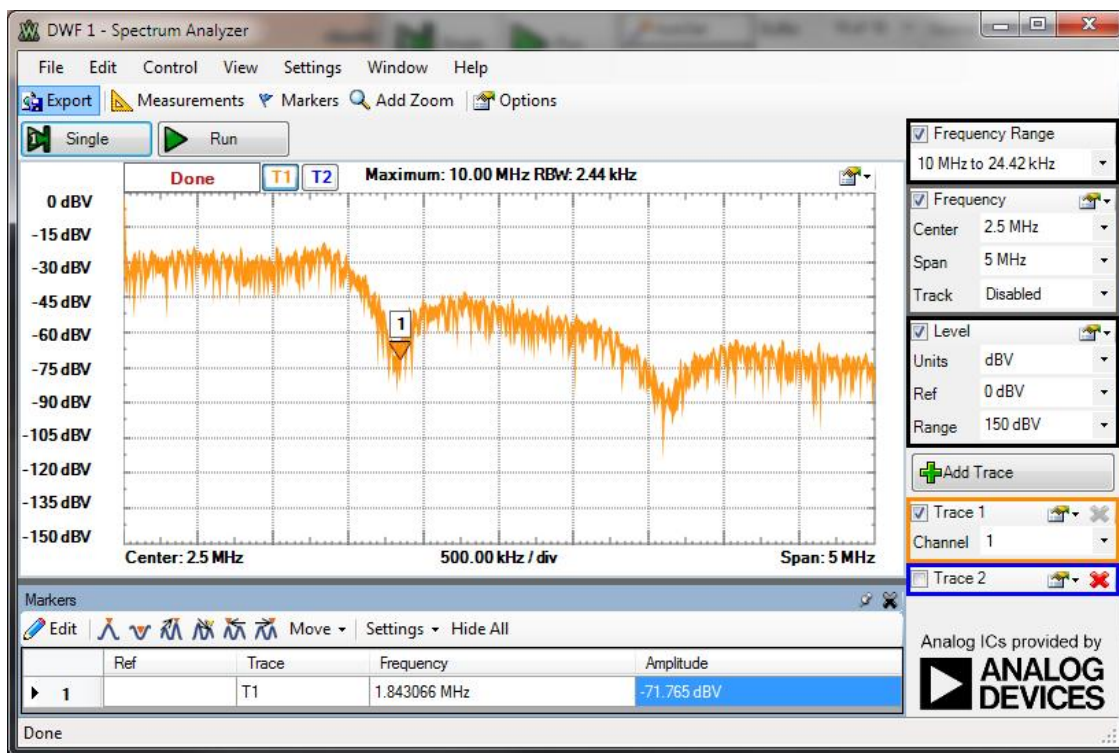 DWF 1 - Spectrum Analyzer
File Edit Control View Settings Window Help
Export Measurements Markers Add Zoom Options
Single Run
Done T1 T2 Maximum: 10.00 MHz RBW: 2.44 kHz
0 dBV
-15 dBV
-30 dBV
-45 dBV
-60 dBV
-75 dBV
-90 dBV
-105 dBV
-120 dBV
-135 dBV
-150 dBV
1
Center: 2.5 MHz 500.00 kHz / div Span: 5 MHz
Frequency Range
10 MHz to 24.42 kHz
Frequency
Center 2.5 MHz
Span 5 MHz
Track Disabled
Level
Units dBV
Ref 0 dBV
Range 150 dBV
Add Trace
Trace 1
Channel 1
Trace 2
Analog ICs provided by
ANALOG
DEVICES
Markers
Edit Move Settings Hide All
Ref Trace Frequency Amplitude
1 T1 1.843066 MHz -71.765 dBV
Done